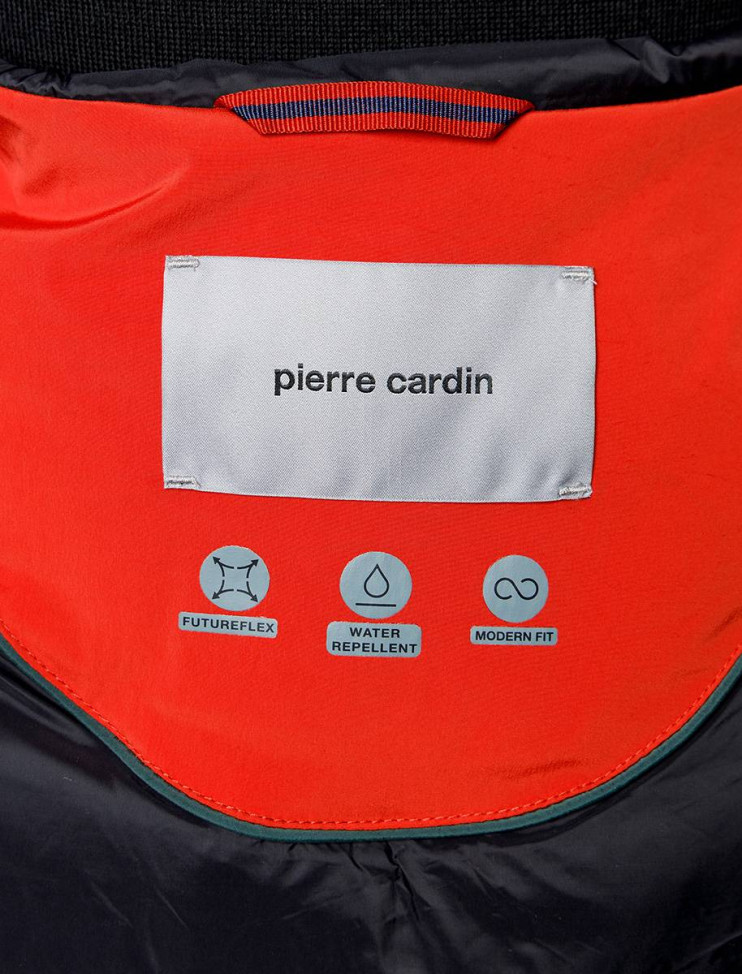 pierre cardin
FUTUREFLEX
WATER
REPELLENT
MODERN FIT